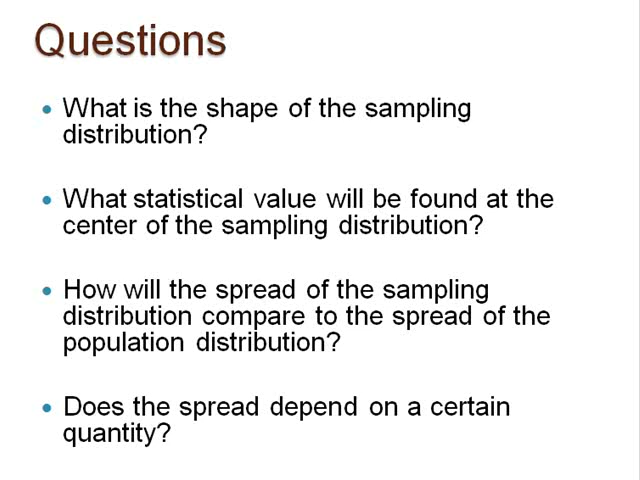 Questions
• What is the shape of the sampling
distribution?
• What statistical value will be found at the
center of the sampling distribution?
• How will the spread of the sampling
distribution compare to the spread of the
population distribution?
• Does the spread depend on a certain
quantity?